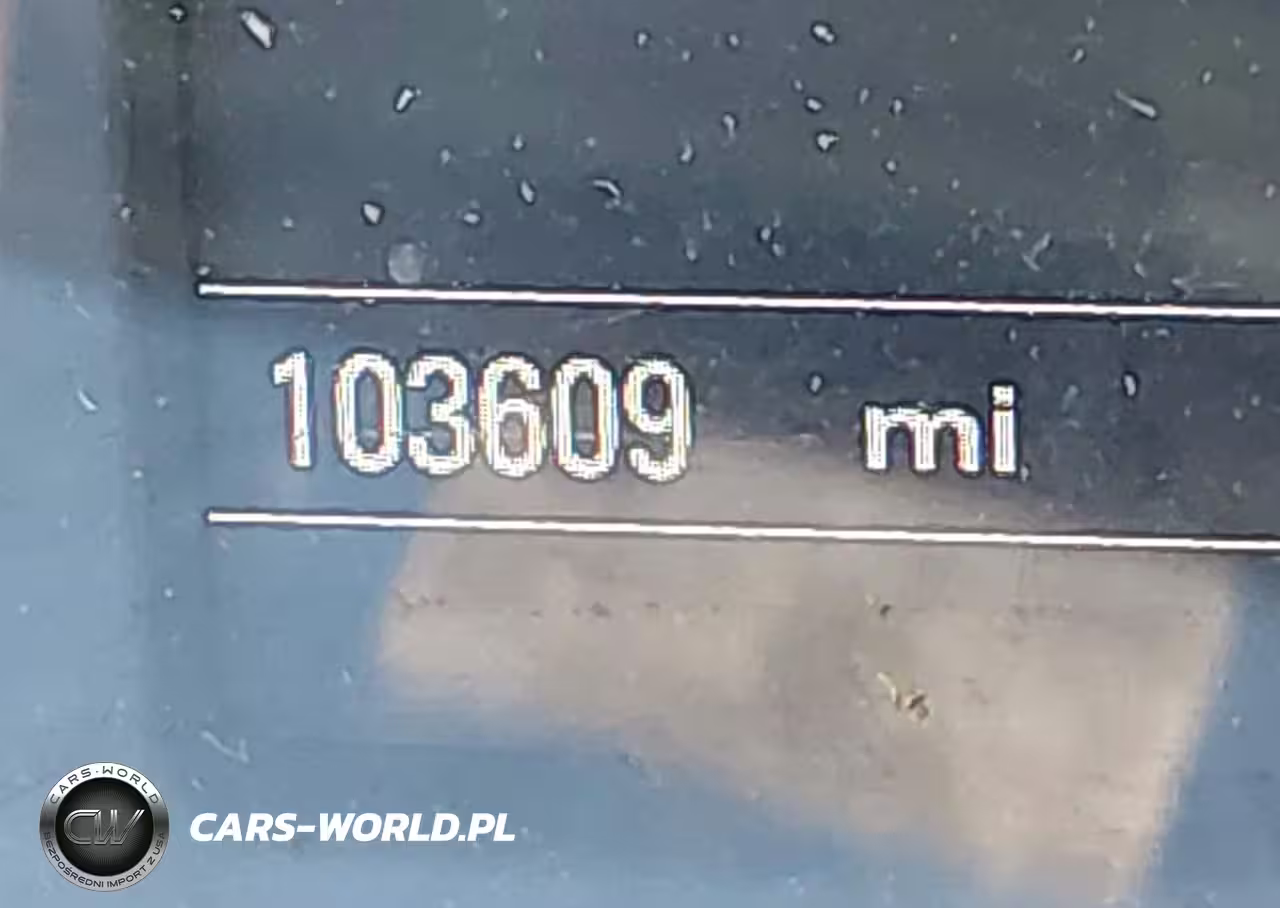 103609 mi
CARS-WORLD
CW
BEZPOŚREDNI IMPORT Z USA
CARS-WORLD.PL